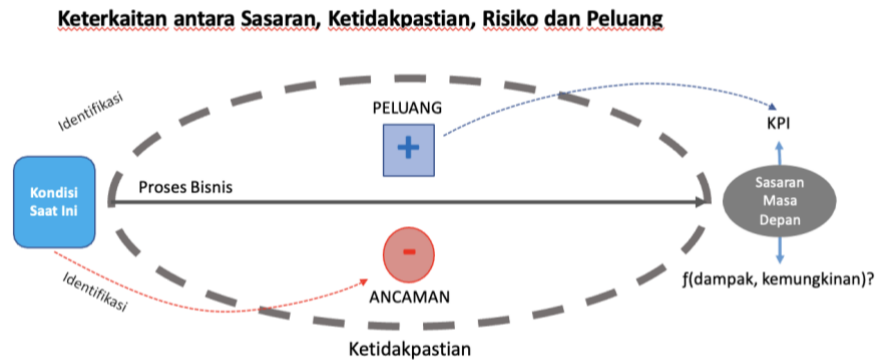 Keterkaitan antara Sasaran, Ketidakpastian, Risiko dan Peluang
Identifikasi
PELUANG
+
KPI
Kondisi
Saat Ini
Proses Bisnis
Sasaran
Masa
Depan
-
Identifikasi
ANCAMAN
f(dampak, kemungkinan)?
Ketidakpastian